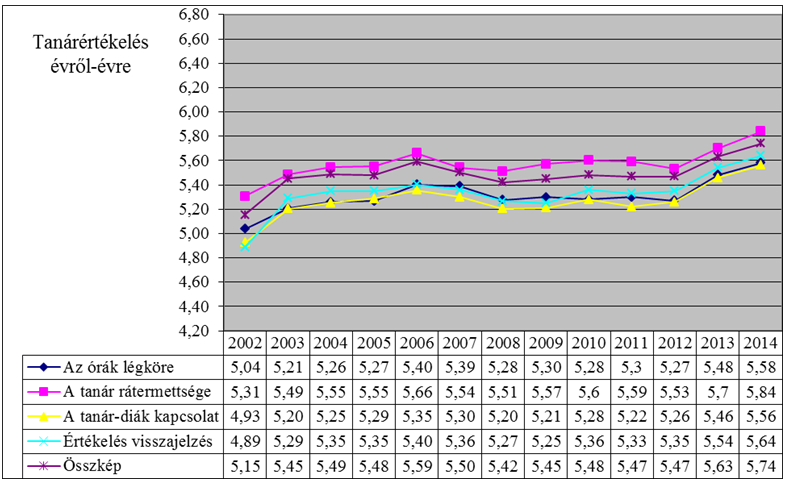 Tanárértékelés
évről-évre
6,80
6,60
6,40
6,20
6,00
5,80
5,60
5,40
5,20
5,00
4,80
4,60
4,40
4,20
2002 2003 2004 2005 2006 2007 2008 2009 2010 2011 2012 2013 2014
Az órák légköre 5,04 5,21 5,26 5,27 5,40 5,39 5,28 5,30 5,28 5,3 5,27 5,48 5,58
A tanár rátermettsége 5,31 5,49 5,55 5,55 5,66 5,54 5,51 5,57 5,6 5,59 5,53 5,7 5,84
A tanár-diák kapcsolat 4,93 5,20 5,25 5,29 5,35 5,30 5,20 5,21 5,28 5,22 5,26 5,46 5,56
Értékelés visszajelzés 4,89 5,29 5,35 5,35 5,40 5,36 5,27 5,25 5,36 5,33 5,35 5,54 5,64
Összkép 5,15 5,45 5,49 5,48 5,59 5,50 5,42 5,45 5,48 5,47 5,47 5,63 5,74